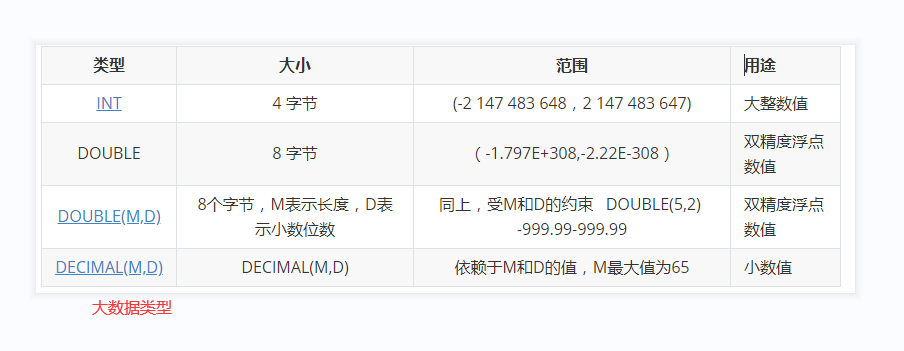 类型 大小 范围 用途
INT 4 字节 (-2 147 483 648，2 147 483 647) 大整数值
DOUBLE 8 字节 （ -1.797E+308,-2.22E-308 ） 双精度浮点
数值
DOUBLE(M,D) 8个字节，M表示长度，D表 同上，受M和D的约束 DOUBLE(5,2) 双精度浮点
示小数位数 -999.99-999.99 数值
DECIMAL(M,D) DECIMAL(M,D) 依赖于M和D的值，M最大值为65 小数值
大数据类型